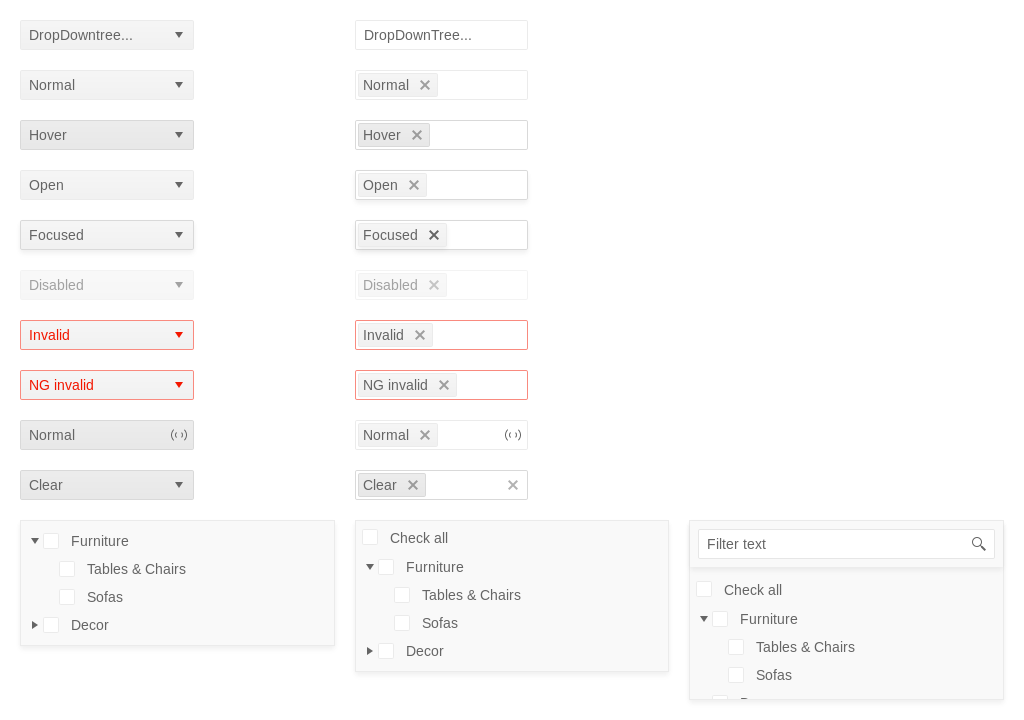 DropDowntree...
DropDownTree...
Normal
Normal
Hover
Hover
Open
Open
Focused
Focused
Disabled
Disabled
Invalid
Invalid
NG invalid
NG invalid
Normal
Normal
Clear
Clear
Furniture
Tables & Chairs
Sofas
Decor
Check all
Furniture
Tables & Chairs
Sofas
Decor
Filter text
Check all
Furniture
Tables & Chairs
Sofas